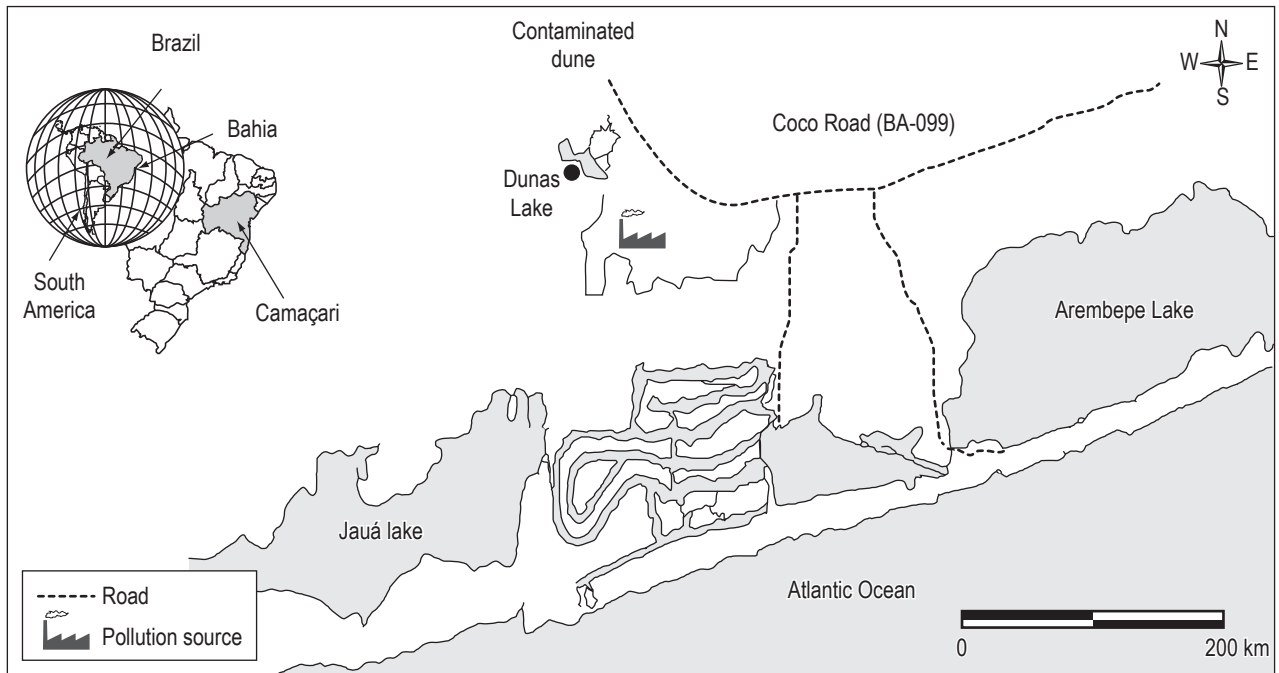 Brazil
Bahia
South
America
Camaçari
Contaminated
dune
Dunas
Lake
Coco Road (BA-099)
N
W E
S
Arembepe Lake
Jauá lake
Atlantic Ocean
Road
Pollution source
0 200 km